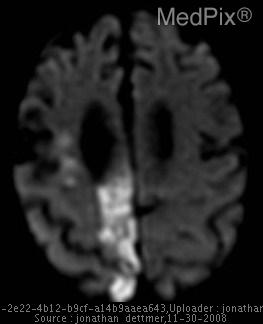 MedPix®
-2e22-4b12-b9cf-a14b9aaea643,Uploader : jonathan
Source : jonathan dettmer,11-30-2008